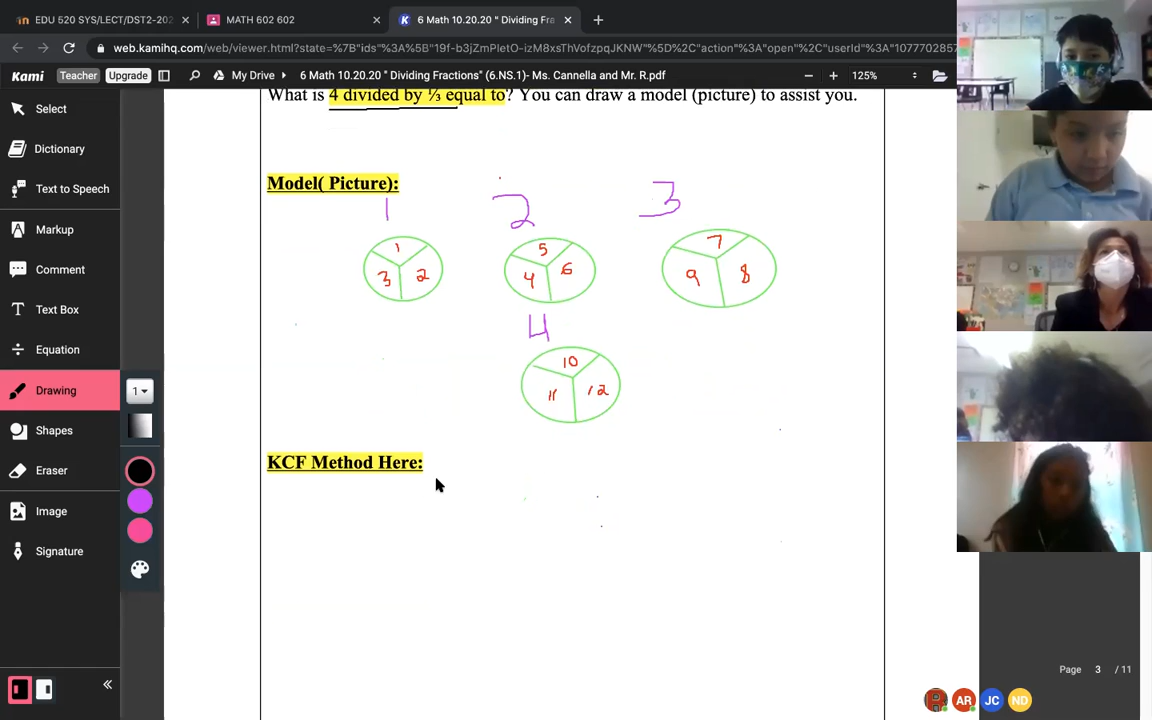 EDU 520 SYS/LECT/DST2-202
MATH 602 602
6 Math 10.20.20 " Dividing Fra
web.kamihq.com/web/viewer.html?state=%7B"ids"%3A%5B"19f-b3jZmPIetO-izM8xsThVofzpqJKNW"%5D%2C"action"%3A"open"%2C"userId"%3A"1077702857
Kami
Teacher
Upgrade
My Drive
6 Math 10.20.20 " Dividing Fractions" (6.NS.1)- Ms. Cannella and Mr. R.pdf
125%
Select
Dictionary
Text to Speech
Markup
Comment
Text Box
Equation
Drawing
Shapes
Eraser
Image
Signature
1
What is 4 divided by ⅓ equal to? You can draw a model (picture) to assist you.
Model( Picture):
1 2 3
1 5 7
3 2 4 6 9 8
4
10
11 12
KCF Method Here:
Page 3 / 11
AR JC ND